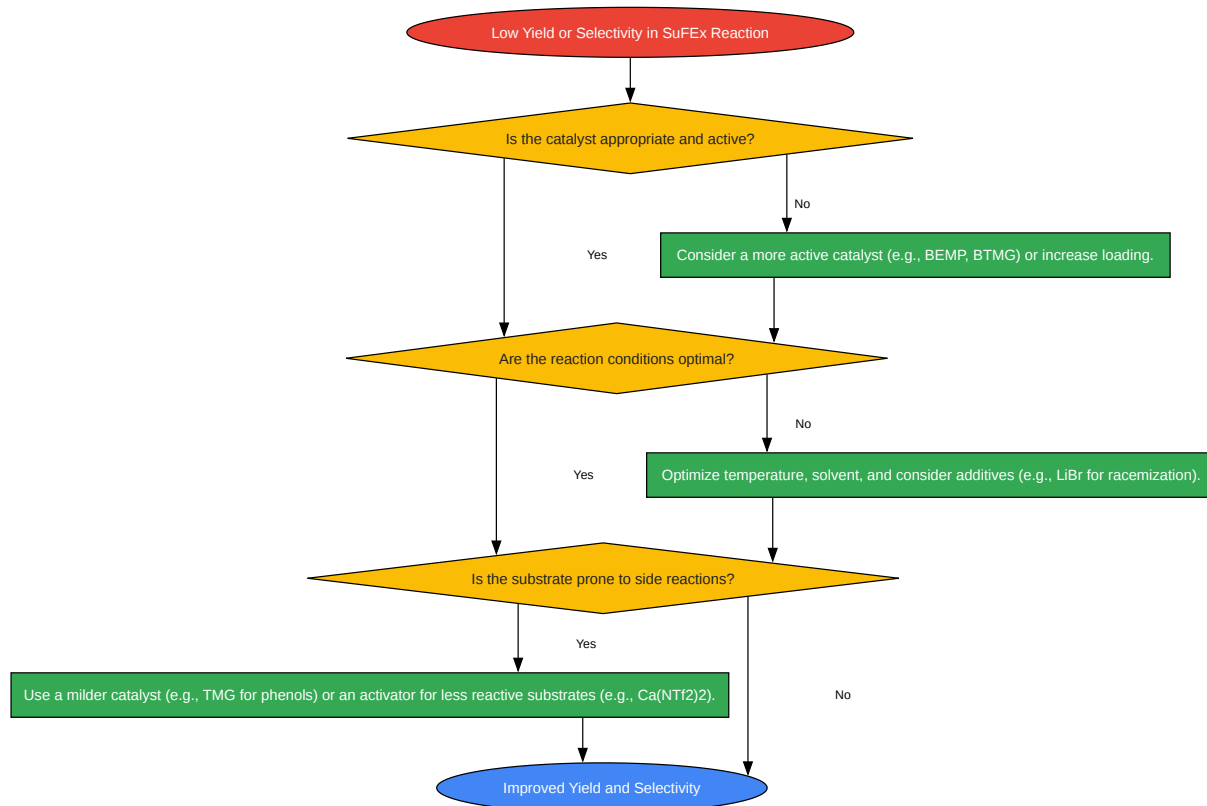 Low Yield or Selectivity in SuFEx Reaction
Is the catalyst appropriate and active?
No
Yes
Consider a more active catalyst (e.g., BEMP, BTMG) or increase loading.
Are the reaction conditions optimal?
No
Yes
Optimize temperature, solvent, and consider additives (e.g., LiBr for racemization).
Is the substrate prone to side reactions?
Yes
Use a milder catalyst (e.g., TMG for phenols) or an activator for less reactive substrates (e.g., Ca(NTf2)2).
No
Improved Yield and Selectivity